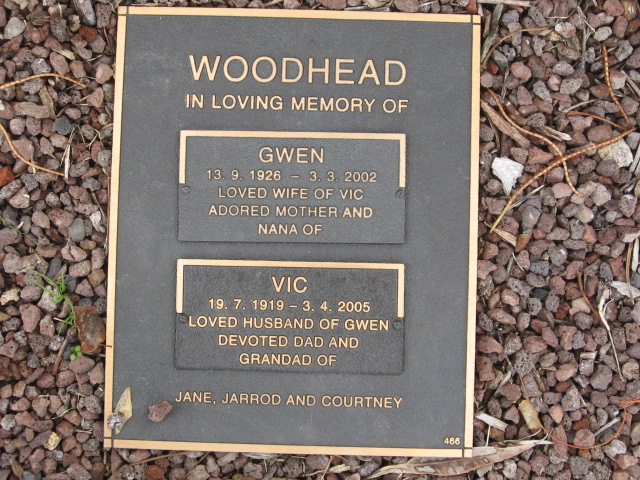 WOODHEAD
IN LOVING MEMORY OF
GWEN
13. 9. 1926 – 3. 3. 2002
LOVED WIFE OF VIC
ADORED MOTHER AND
NANA OF
VIC
19. 7. 1919 – 3. 4. 2005
LOVED HUSBAND OF GWEN
DEVOTED DAD AND
GRANDAD OF
JANE, JARROD AND COURTNEY
466